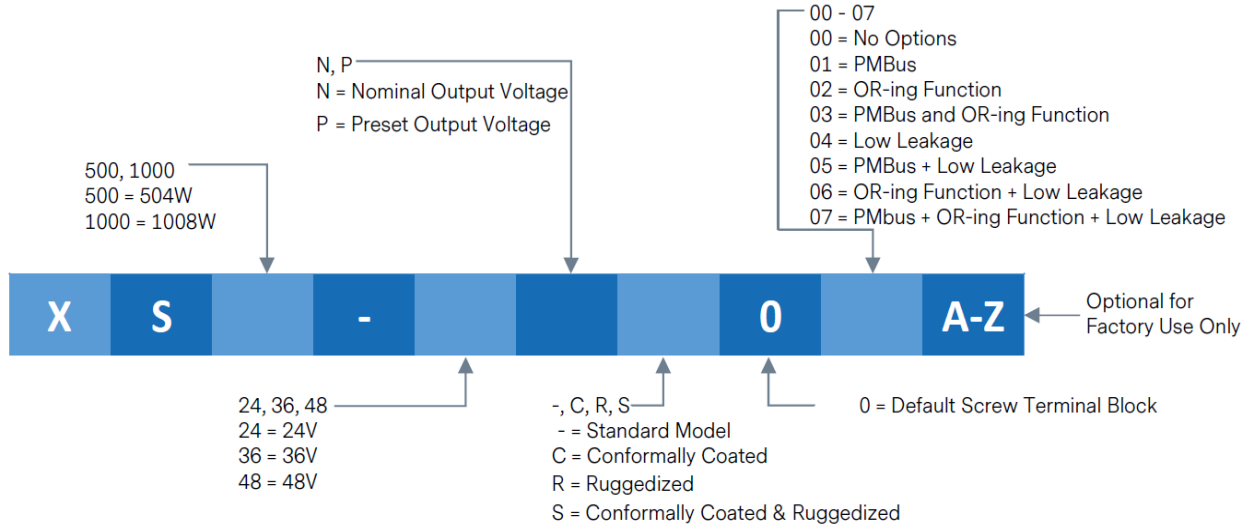 00 - 07
00 = No Options
01 = PMBus
02 = OR-ing Function
03 = PMBus and OR-ing Function
04 = Low Leakage
05 = PMBus + Low Leakage
06 = OR-ing Function + Low Leakage
07 = PMbus + OR-ing Function + Low Leakage
N, P
N = Nominal Output Voltage
P = Preset Output Voltage
500, 1000
500 = 504W
1000 = 1008W
X S - 0 A-Z
Optional for
Factory Use Only
24, 36, 48
24 = 24V
36 = 36V
48 = 48V
-, C, R, S
- = Standard Model
C = Conformally Coated
R = Ruggedized
S = Conformally Coated & Ruggedized
0 = Default Screw Terminal Block